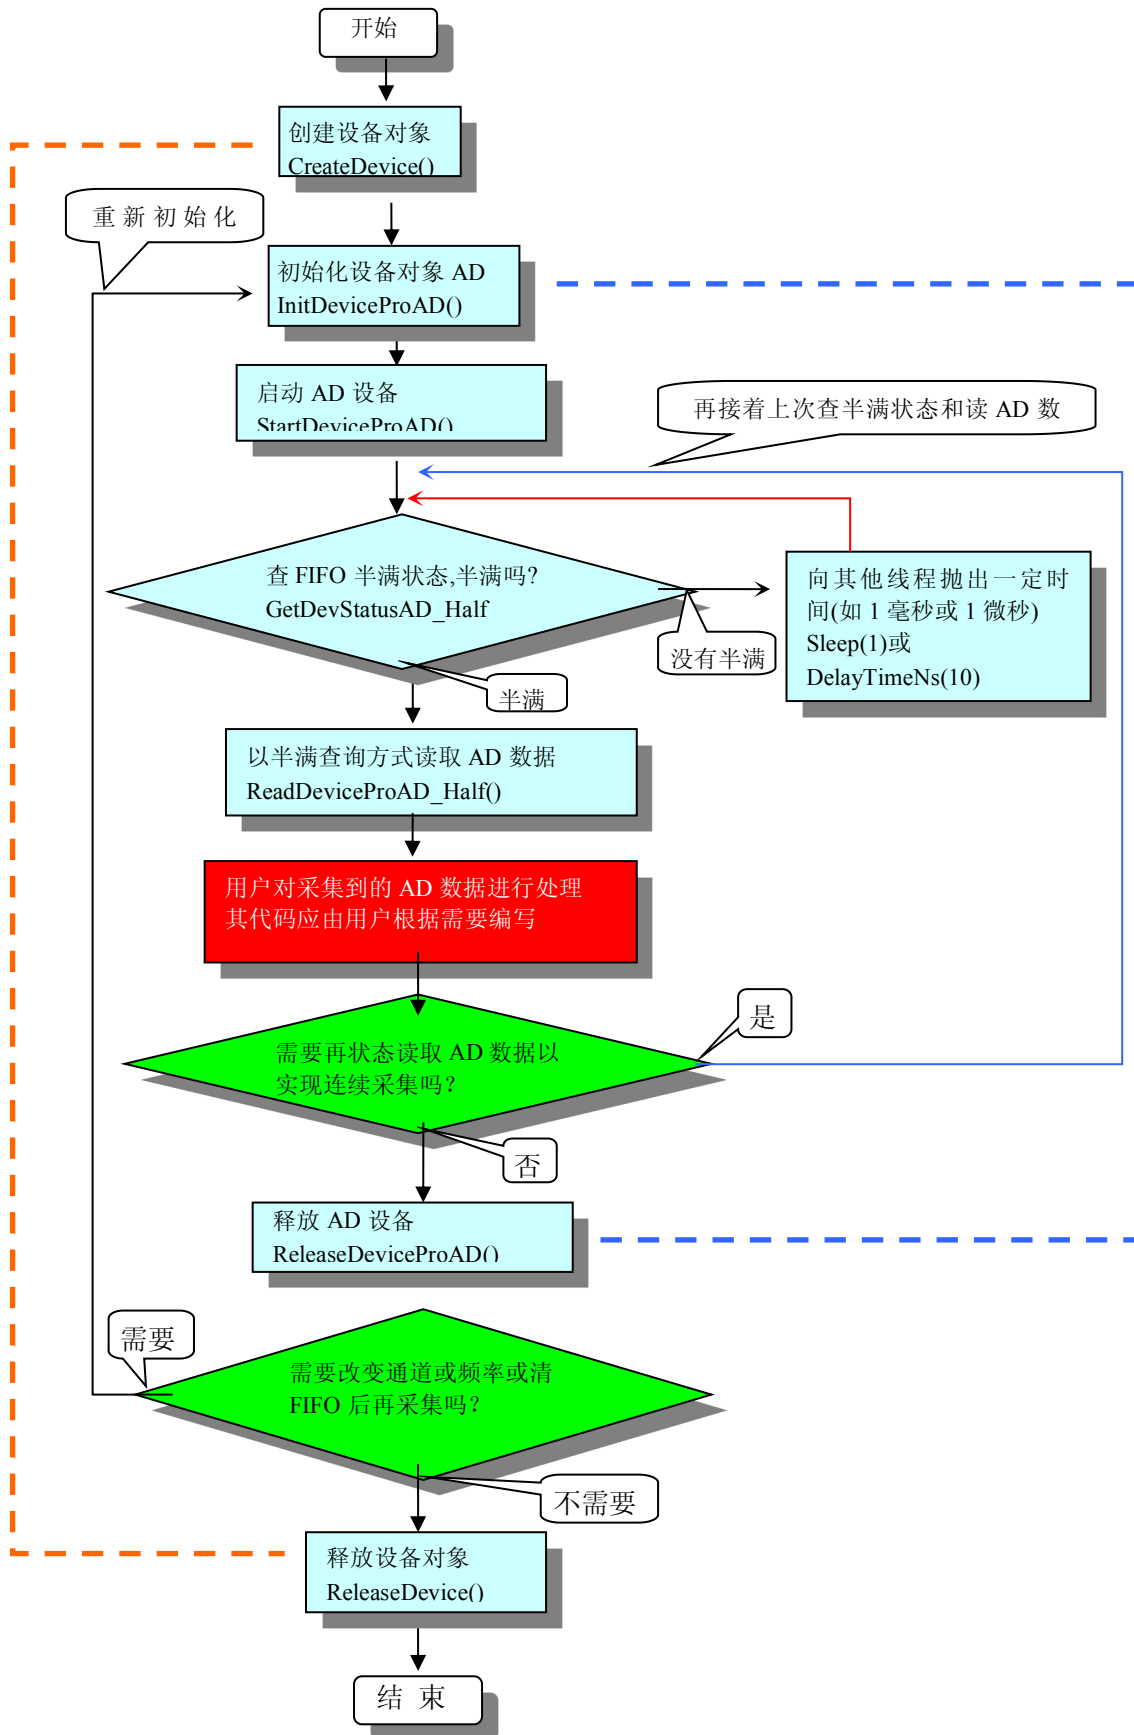 开始
创建设备对象
CreateDevice()
重新初始化
初始化设备对象 AD
InitDeviceProAD()
启动 AD 设备
StartDeviceProAD()
再接着上次查半满状态和读 AD 数
查 FIFO 半满状态,半满吗?
GetDevStatusAD_Half
没有半满
向其他线程抛出一定时
间(如 1 毫秒或 1 微秒)
Sleep(1)或
DelayTimeNs(10)
半满
以半满查询方式读取 AD 数据
ReadDeviceProAD_Half()
用户对采集到的 AD 数据进行处理
其代码应由用户根据需要编写
是
需要再状态读取 AD 数据以
实现连续采集吗?
否
释放 AD 设备
ReleaseDeviceProAD()
需要
需要改变通道或频率或清
FIFO 后再采集吗?
不需要
释放设备对象
ReleaseDevice()
结 束